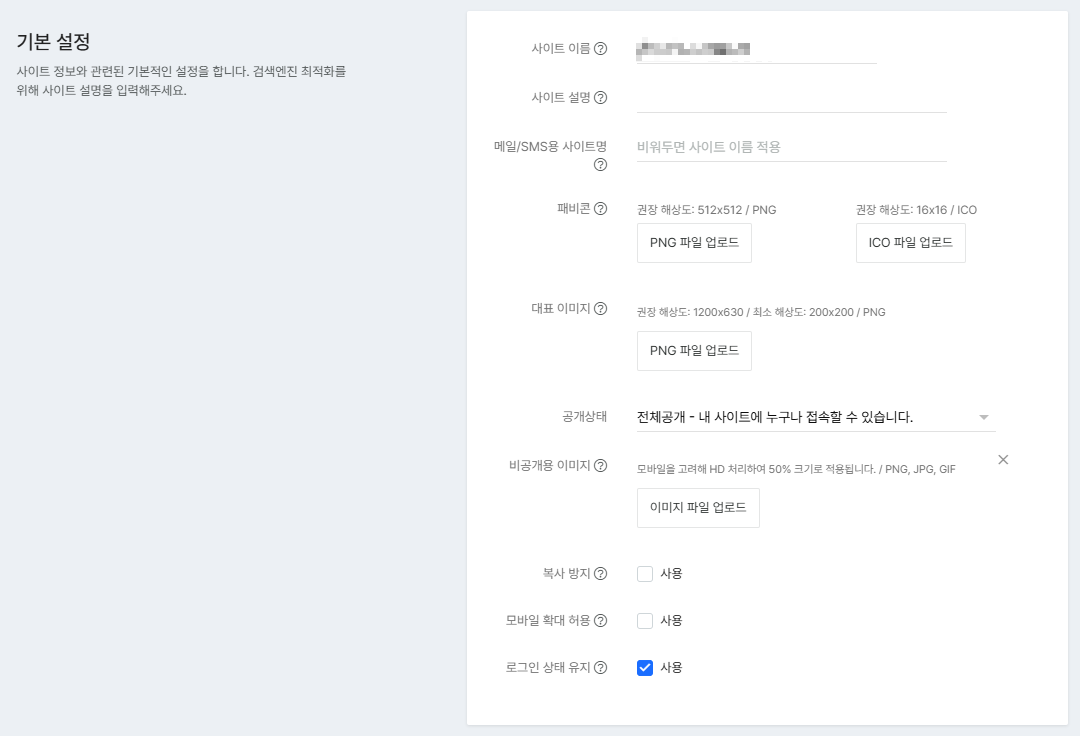 기본 설정
사이트 정보와 관련된 기본적인 설정을 합니다. 검색엔진 최적화를
위해 사이트 설명을 입력해주세요.
사이트 이름 ?
사이트 설명 ?
메일/SMS용 사이트명 비워두면 사이트 이름 적용
?
패비콘 ? 권장 해상도: 512x512 / PNG 권장 해상도: 16x16 / ICO
PNG 파일 업로드 ICO 파일 업로드
대표 이미지 ? 권장 해상도: 1200x630 / 최소 해상도: 200x200 / PNG
PNG 파일 업로드
공개상태 전체공개 - 내 사이트에 누구나 접속할 수 있습니다.
비공개용 이미지 ? 모바일을 고려해 HD 처리하여 50% 크기로 적용됩니다. / PNG, JPG, GIF
이미지 파일 업로드
복사 방지 ? 사용
모바일 확대 허용 ? 사용
로그인 상태 유지 ? 사용